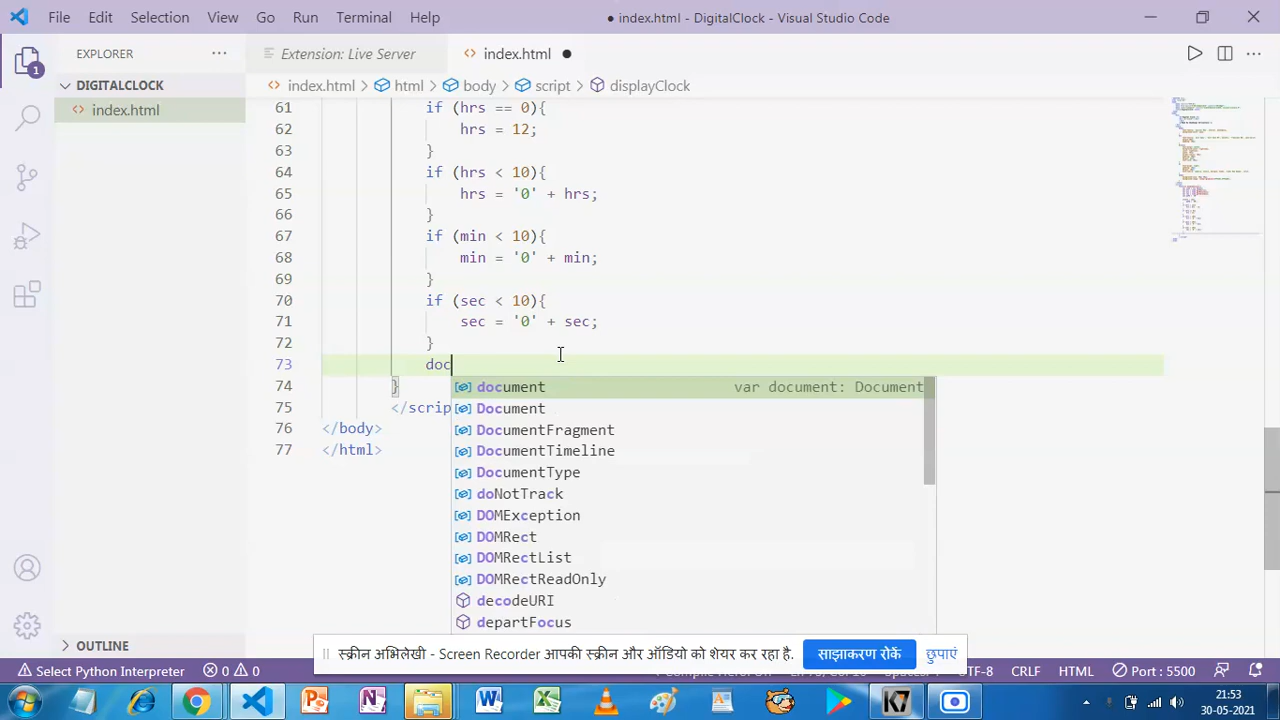 File Edit Selection View Go Run Terminal Help
● index.html - DigitalClock - Visual Studio Code
EXPLORER ···
Extension: Live Server
<> index.html ●
DIGITALCLOCK
<> index.html
<> index.html > html > body > script > displayClock
61 if (hrs == 0){
62 hrs = 12;
63 }
64 if (hrs < 10){
65 hrs = '0' + hrs;
66 }
67 if (min < 10){
68 min = '0' + min;
69 }
70 if (sec < 10){
71 sec = '0' + sec;
72 }
73 doc
74 }
75 </scrip
76 </body>
77 </html>
document var document: Document
Document
DocumentFragment
DocumentTimeline
DocumentType
doNotTrack
DOMException
DOMRect
DOMRectList
DOMRectReadOnly
decodeURI
departFocus
1
OUTLINE
स्क्रीन अभिलेखी - Screen Recorder आपकी स्क्रीन और ऑडियो को शेयर कर रहा है. साझाकरण रोकें छुपाएं
Select Python Interpreter 0 0
UTF-8 CRLF HTML Port: 5500
21:53
30-05-2021